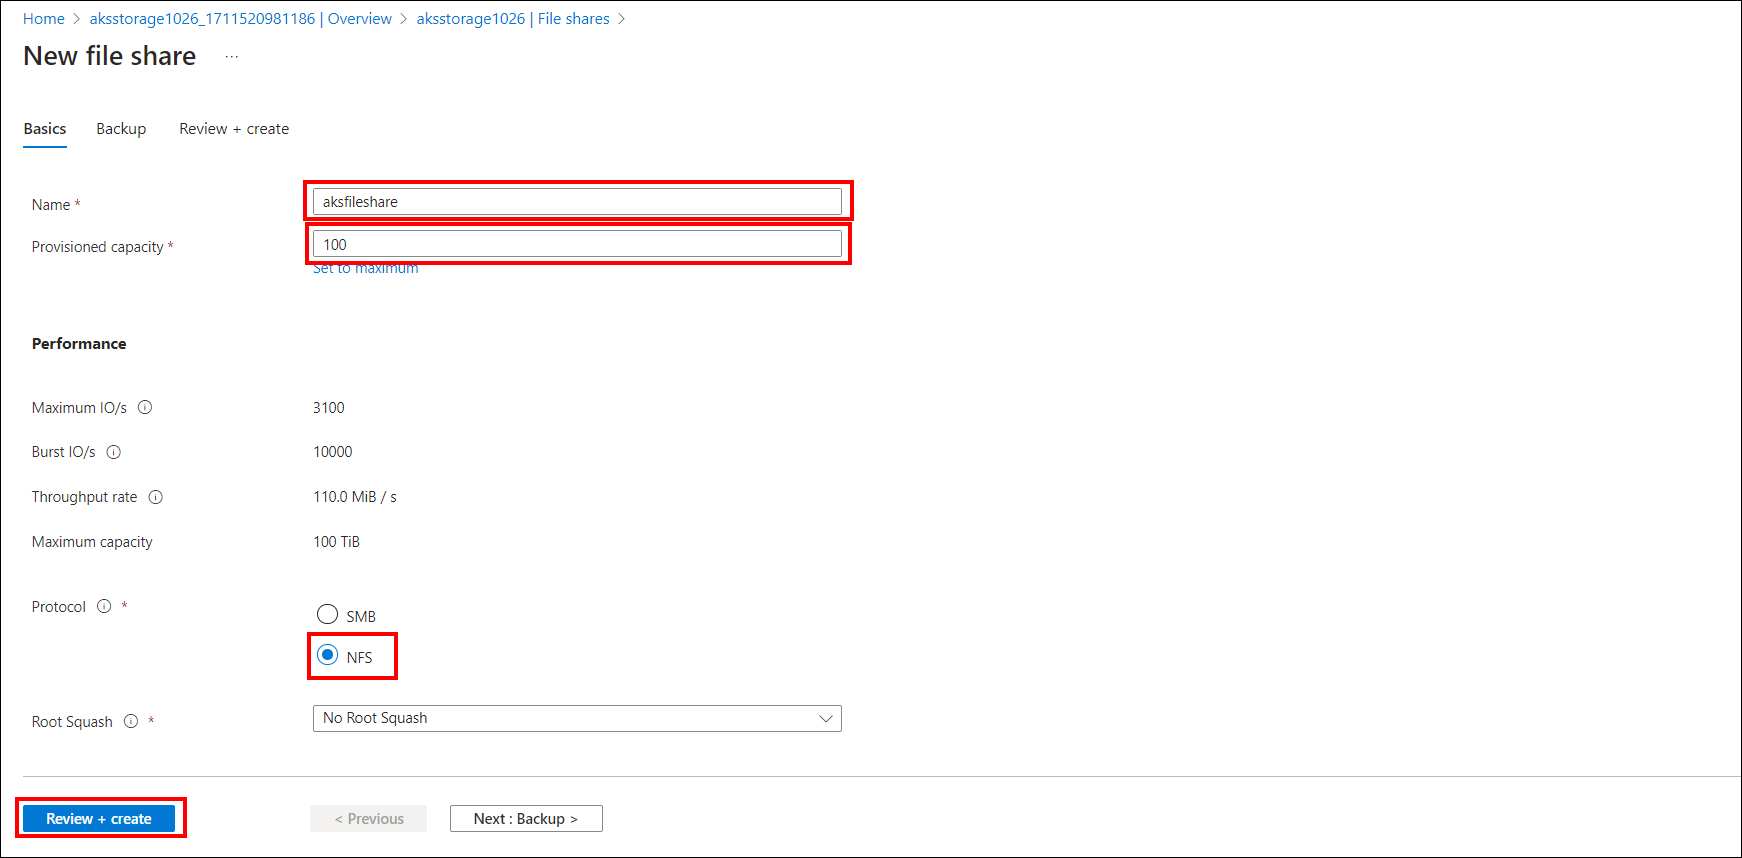 Home > aksstorage1026_1711520981186 | Overview > aksstorage1026 | File shares >
New file share ...
Basics Backup Review + create
Name * aksfileshare
Provisioned capacity * 100
Set to maximum
Performance
Maximum IO/s 3100
Burst IO/s 10000
Throughput rate 110.0 MiB / s
Maximum capacity 100 TiB
Protocol * SMB
NFS
Root Squash * No Root Squash
Review + create < Previous Next : Backup >